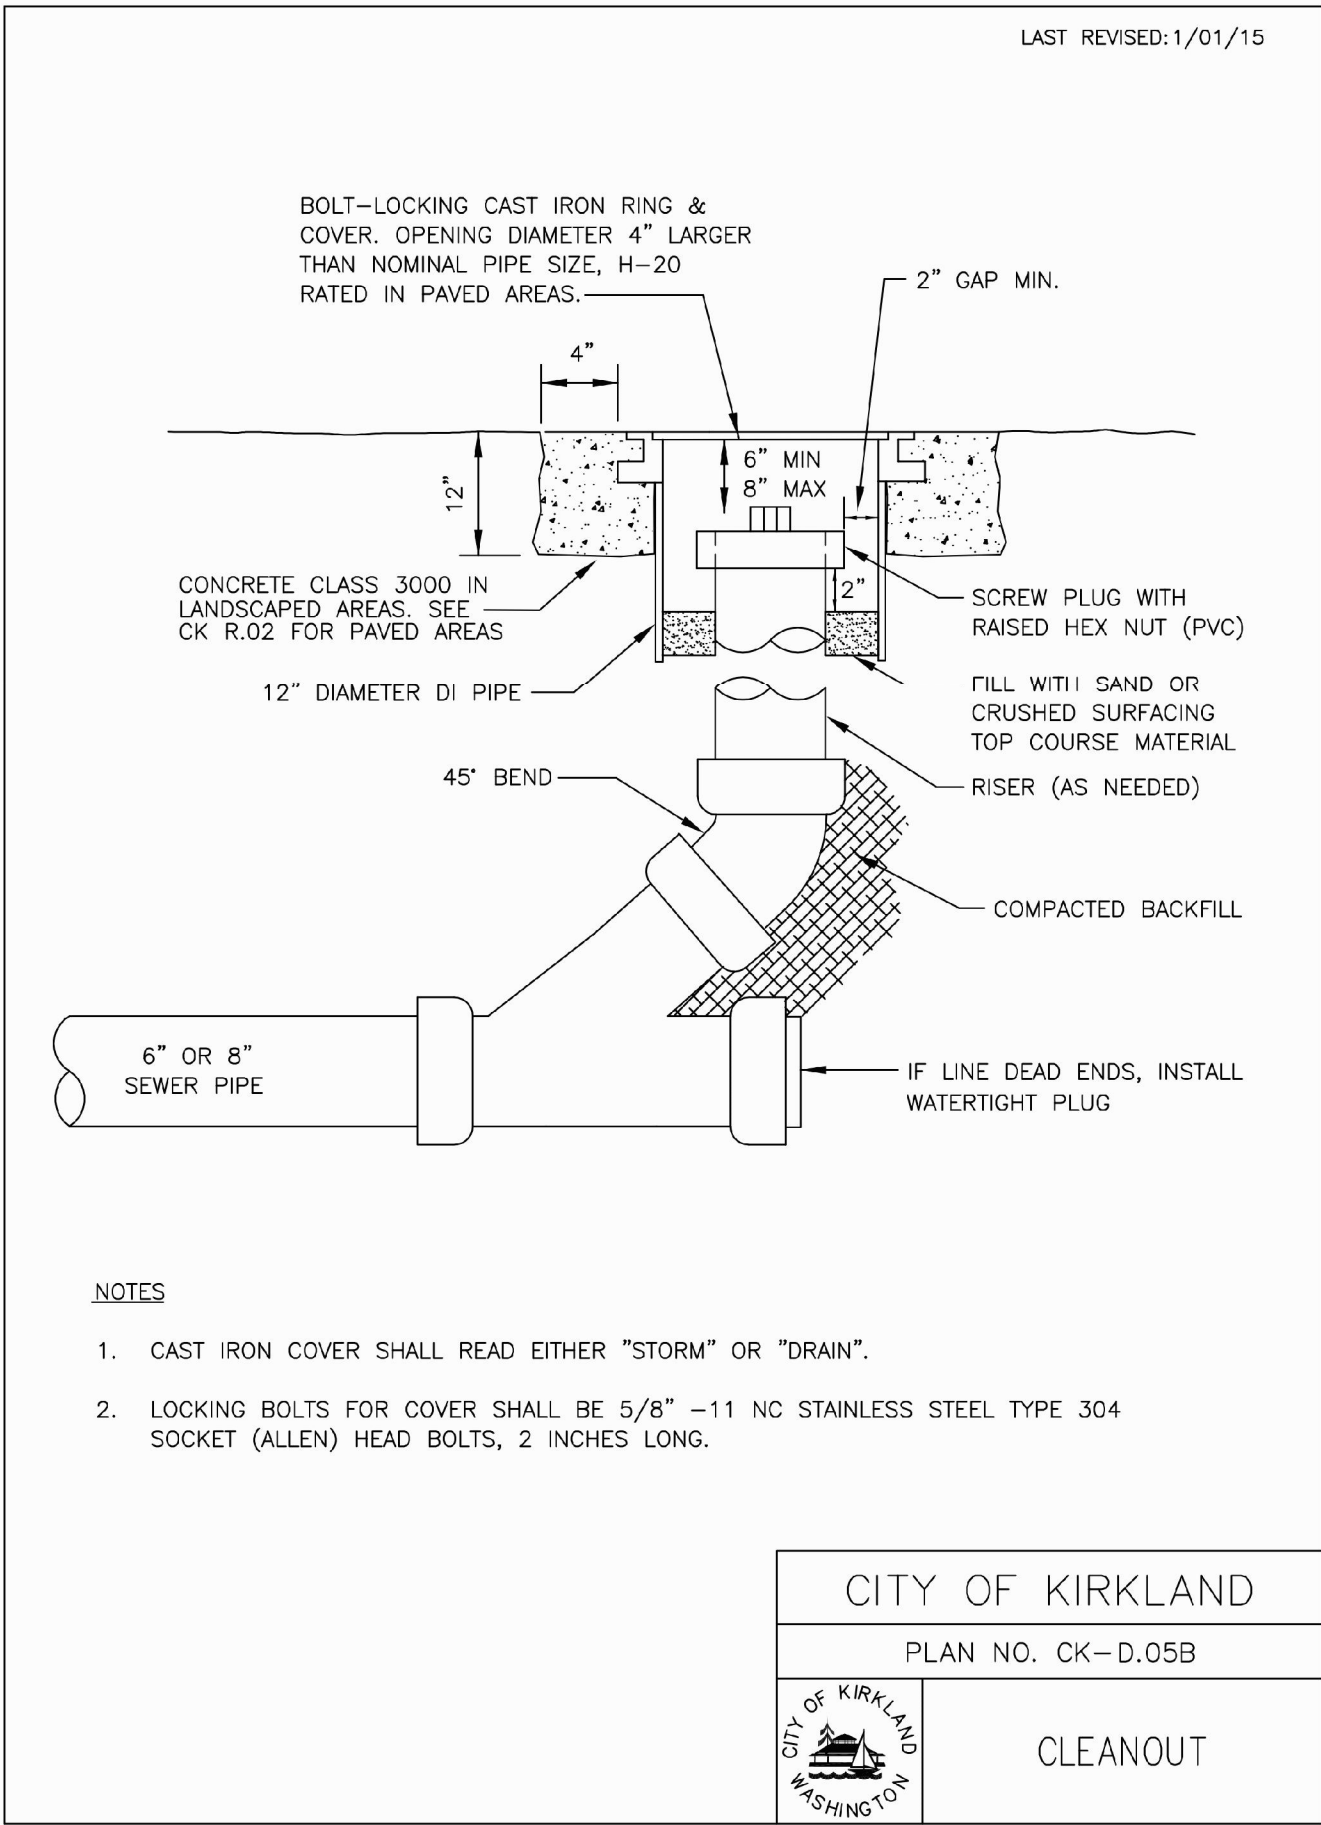 LAST REVISED: 1/01/15
BOLT-LOCKING CAST IRON RING &
COVER. OPENING DIAMETER 4" LARGER
THAN NOMINAL PIPE SIZE, H-20
RATED IN PAVED AREAS.
2" GAP MIN.
4"
12"
6" MIN
8" MAX
2"
CONCRETE CLASS 3000 IN
LANDSCAPED AREAS. SEE
CK R.02 FOR PAVED AREAS
SCREW PLUG WITH
RAISED HEX NUT (PVC)
12" DIAMETER DI PIPE
FILL WITH SAND OR
CRUSHED SURFACING
TOP COURSE MATERIAL
45° BEND
RISER (AS NEEDED)
COMPACTED BACKFILL
6" OR 8"
SEWER PIPE
IF LINE DEAD ENDS, INSTALL
WATERTIGHT PLUG
NOTES
1. CAST IRON COVER SHALL READ EITHER "STORM" OR "DRAIN".
2. LOCKING BOLTS FOR COVER SHALL BE 5/8" -11 NC STAINLESS STEEL TYPE 304
SOCKET (ALLEN) HEAD BOLTS, 2 INCHES LONG.
CITY OF KIRKLAND
PLAN NO. CK-D.05B
CITY OF KIRKLAND
WASHINGTON
CLEANOUT